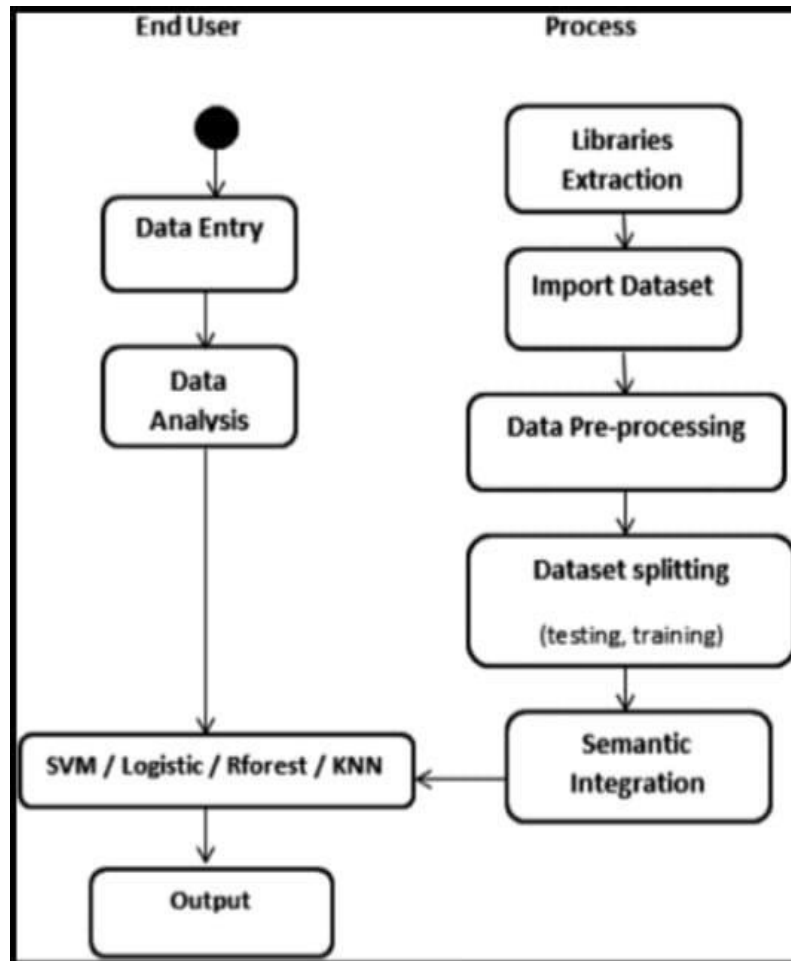 End User
Process
Data Entry
Data
Analysis
SVM / Logistic / Rforest / KNN
Output
Libraries
Extraction
Import Dataset
Data Pre-processing
Dataset splitting
(testing, training)
Semantic
Integration